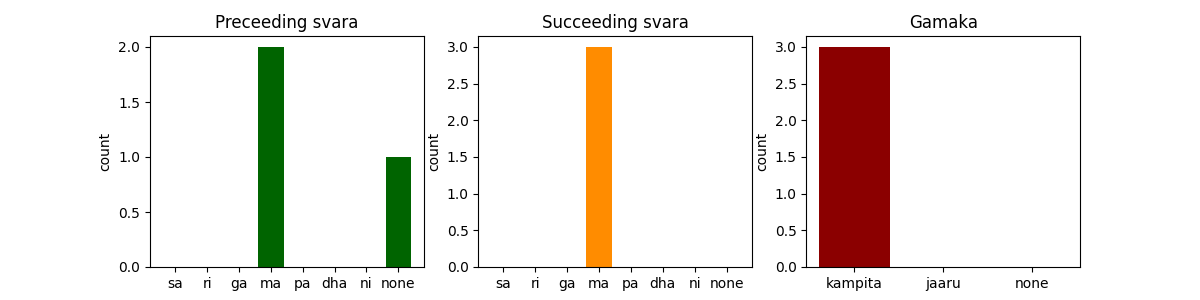 Preceeding svara
count
2.0
1.5
1.0
0.5
0.0
sa ri ga ma pa dha ni none
Succeeding svara
count
3.0
2.5
2.0
1.5
1.0
0.5
0.0
sa ri ga ma pa dha ni none
Gamaka
count
3.0
2.5
2.0
1.5
1.0
0.5
0.0
kampita jaaru none